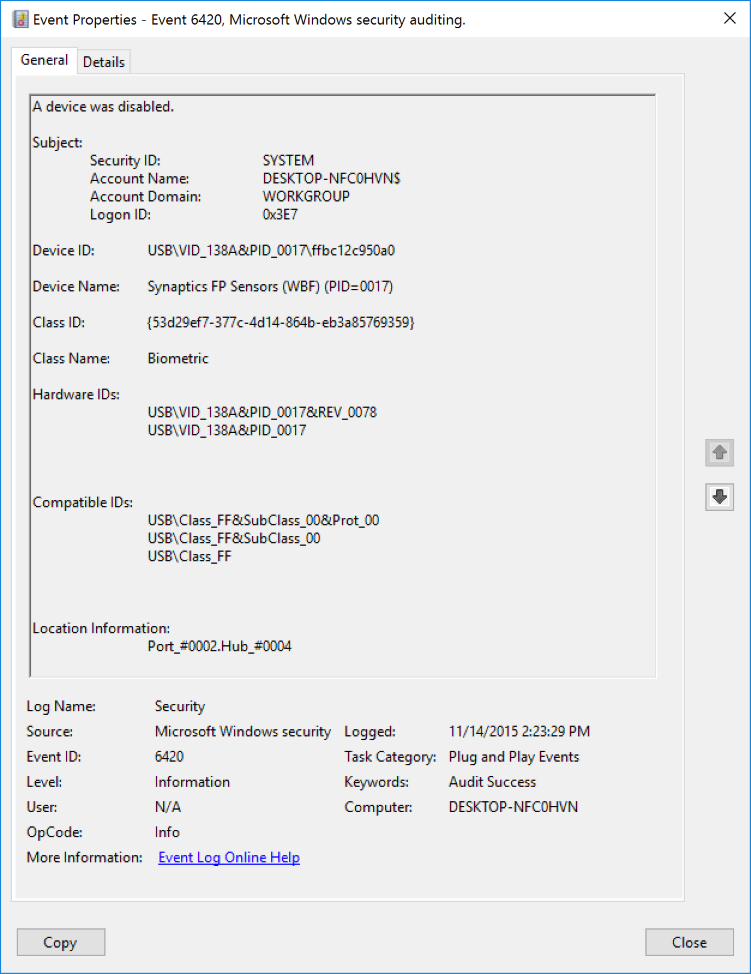 Event Properties - Event 6420, Microsoft Windows security auditing.
General Details
A device was disabled.
Subject:
Security ID: SYSTEM
Account Name: DESKTOP-NFC0HVN$
Account Domain: WORKGROUP
Logon ID: 0x3E7
Device ID: USB\VID_138A&PID_0017\ffbc12c950a0
Device Name: Synaptics FP Sensors (WBF) (PID=0017)
Class ID: {53d29ef7-377c-4d14-864b-eb3a85769359}
Class Name: Biometric
Hardware IDs:
USB\VID_138A&PID_0017&REV_0078
USB\VID_138A&PID_0017
Compatible IDs:
USB\Class_FF&SubClass_00&Prot_00
USB\Class_FF&SubClass_00
USB\Class_FF
Location Information:
Port_#0002.Hub_#0004
Log Name: Security
Source: Microsoft Windows security Logged: 11/14/2015 2:23:29 PM
Event ID: 6420 Task Category: Plug and Play Events
Level: Information Keywords: Audit Success
User: N/A Computer: DESKTOP-NFC0HVN
OpCode: Info
More Information: Event Log Online Help
Copy Close